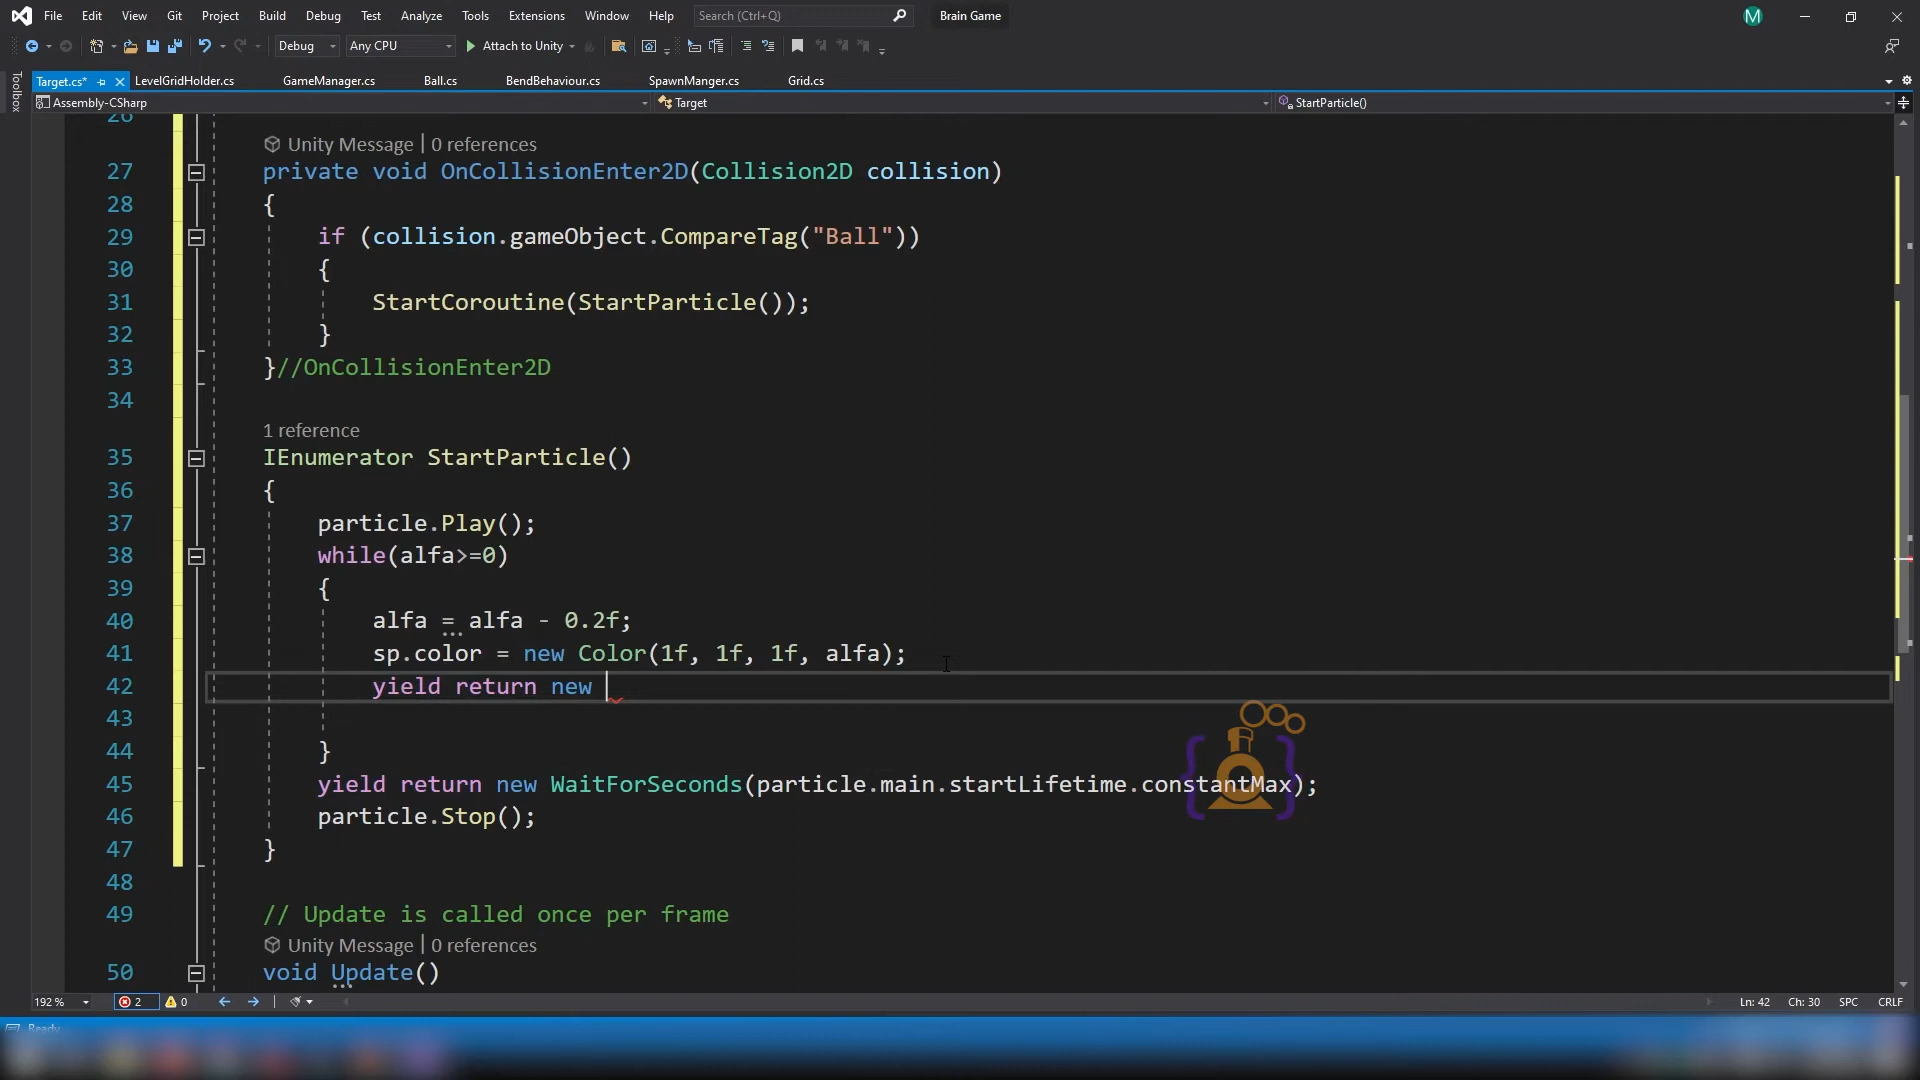 File Edit View Git Project Build Debug Test Analyze Tools Extensions Window Help Search (Ctrl+Q) Brain Game M
Debug Any CPU Attach to Unity
Toolbox
Target.cs* LevelGridHolder.cs GameManager.cs Ball.cs BendBehaviour.cs SpawnManger.cs Grid.cs
Assembly-CSharp Target StartParticle()
26
Unity Message | 0 references
27 private void OnCollisionEnter2D(Collision2D collision)
28 {
29 if (collision.gameObject.CompareTag("Ball"))
30 {
31 StartCoroutine(StartParticle());
32 }
33 }//OnCollisionEnter2D
34
1 reference
35 IEnumerator StartParticle()
36 {
37 particle.Play();
38 while(alfa>=0)
39 {
40 alfa = alfa - 0.2f;
41 sp.color = new Color(1f, 1f, 1f, alfa);
42 yield return new
43
44 }
45 yield return new WaitForSeconds(particle.main.startLifetime.constantMax);
46 particle.Stop();
47 }
48
49 // Update is called once per frame
Unity Message | 0 references
50 void Update()
192 % 2 0 Ln: 42 Ch: 30 SPC CRLF
Ready